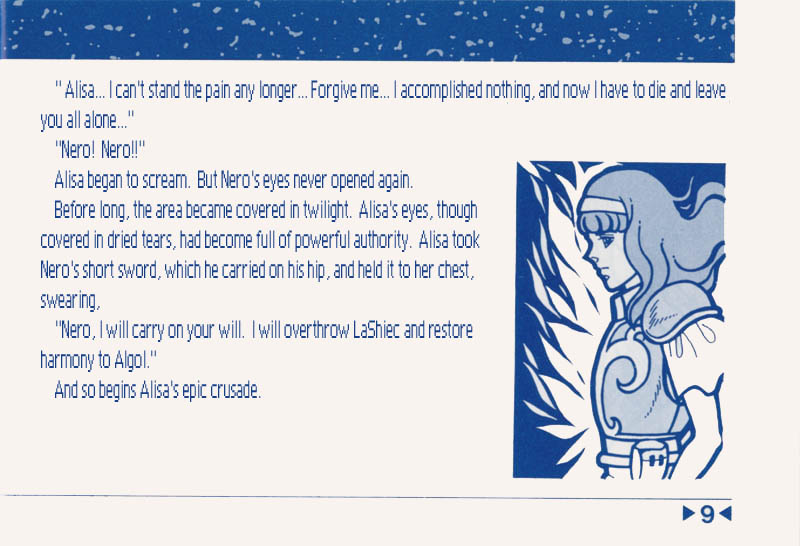 " Alisa... I can't stand the pain any longer... Forgive me... I accomplished nothing, and now I have to die and leave
you all alone..."
"Nero! Nero!!"
Alisa began to scream. But Nero's eyes never opened again.
Before long, the area became covered in twilight. Alisa's eyes, though
covered in dried tears, had become full of powerful authority. Alisa took
Nero's short sword, which he carried on his hip, and held it to her chest,
swearing,
"Nero, I will carry on your will. I will overthrow LaShiec and restore
harmony to Algol."
And so begins Alisa's epic crusade.
▶9◀